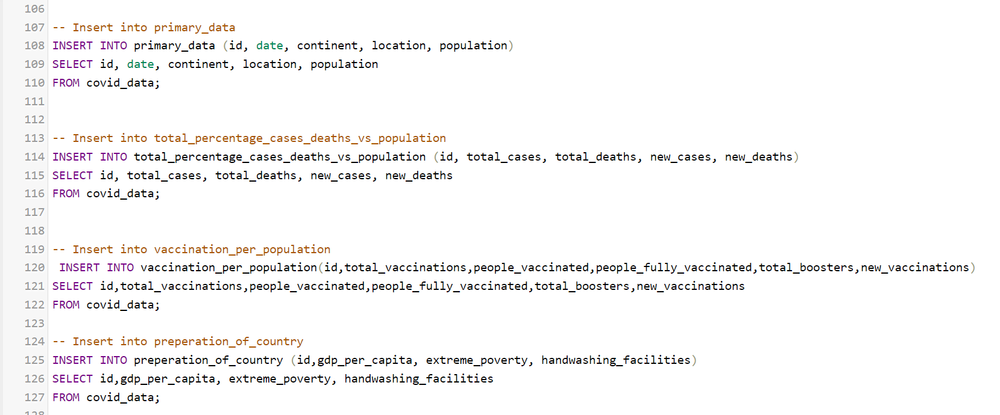 106
107 -- Insert into primary_data
108 INSERT INTO primary_data (id, date, continent, location, population)
109 SELECT id, date, continent, location, population
110 FROM covid_data;
111
112
113 -- Insert into total_percentage_cases_deaths_vs_population
114 INSERT INTO total_percentage_cases_deaths_vs_population (id, total_cases, total_deaths, new_cases, new_deaths)
115 SELECT id, total_cases, total_deaths, new_cases, new_deaths
116 FROM covid_data;
117
118
119 -- Insert into vaccination_per_population
120  INSERT INTO vaccination_per_population(id,total_vaccinations,people_vaccinated,people_fully_vaccinated,total_boosters,new_vaccinations)
121 SELECT id,total_vaccinations,people_vaccinated,people_fully_vaccinated,total_boosters,new_vaccinations
122 FROM covid_data;
123
124 -- Insert into preperation_of_country
125 INSERT INTO preperation_of_country (id,gdp_per_capita, extreme_poverty, handwashing_facilities)
126 SELECT id,gdp_per_capita, extreme_poverty, handwashing_facilities
127 FROM covid_data;
128